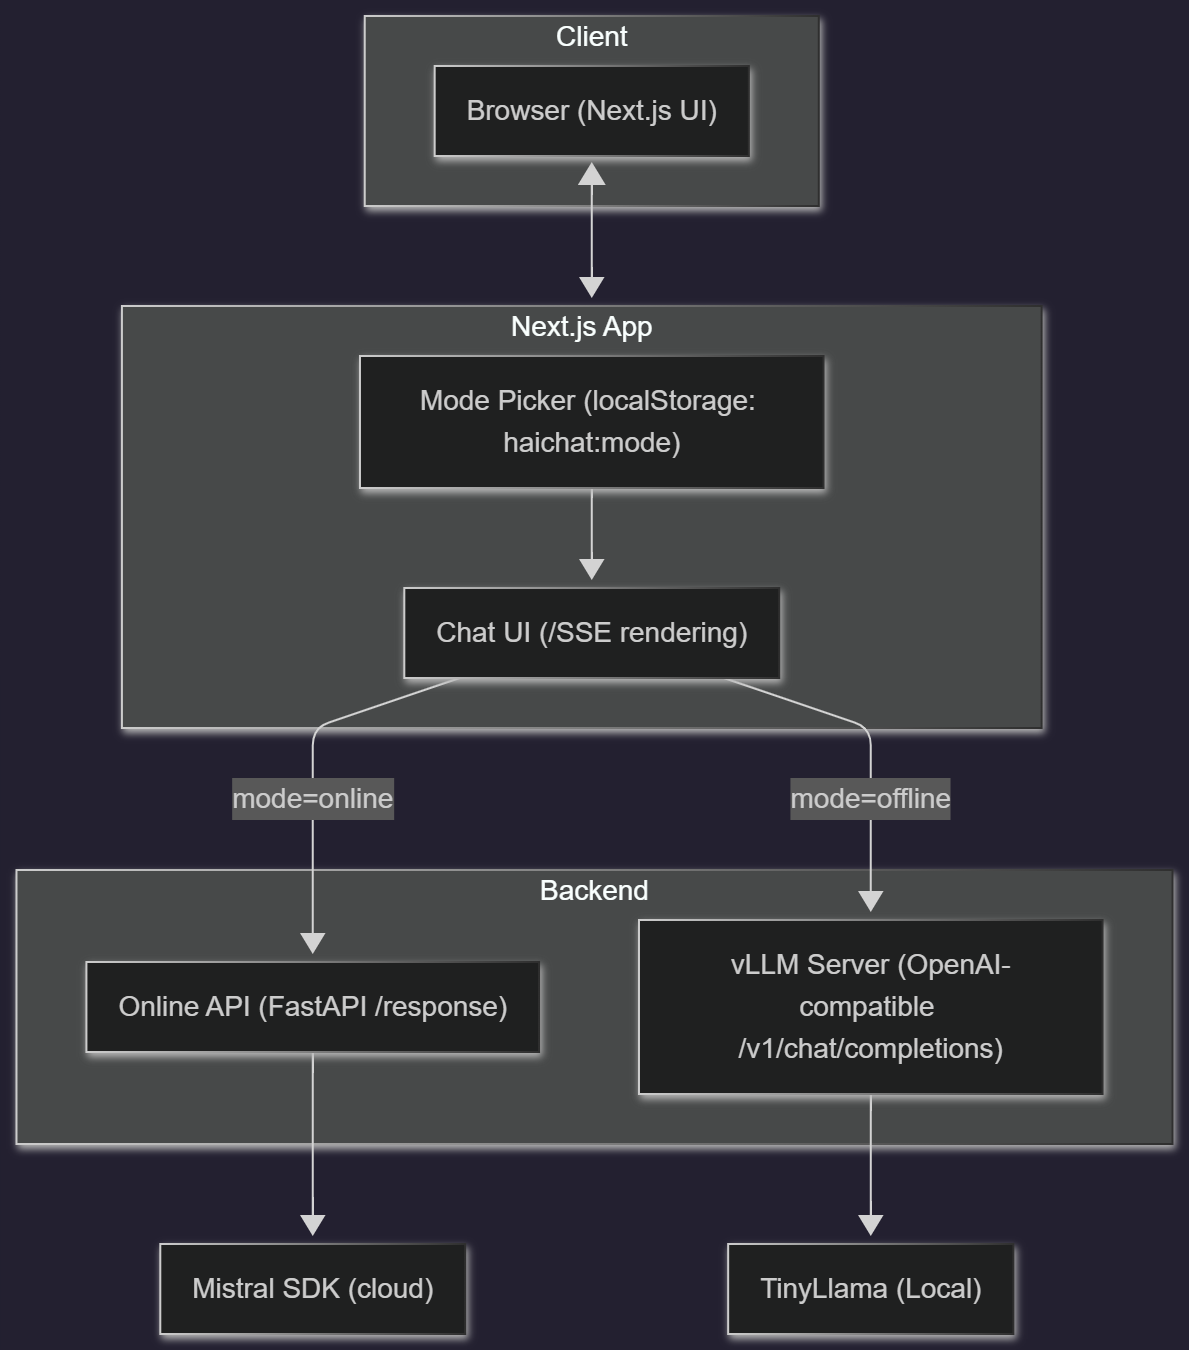 Client
Browser (Next.js UI)
Next.js App
Mode Picker (localStorage:
haichat:mode)
Chat UI (/SSE rendering)
mode=online
mode=offline
Backend
Online API (FastAPI /response)
vLLM Server (OpenAI-
compatible
/v1/chat/completions)
Mistral SDK (cloud)
TinyLlama (Local)